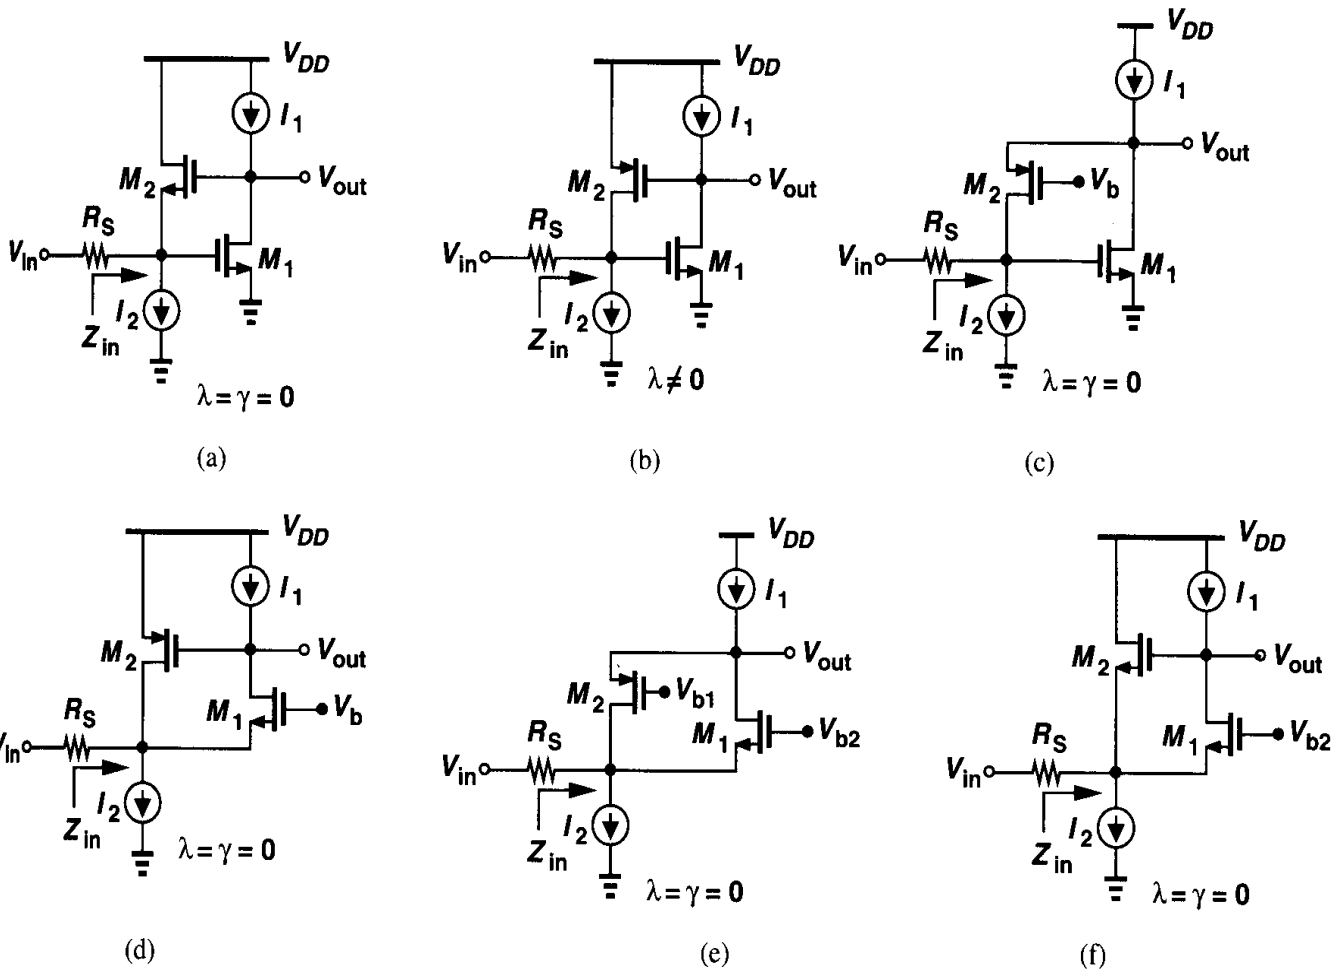 V_DD
I_1
M_2
V_out
R_S
V_in
M_1
I_2
Z_in
λ = γ = 0
(a)
V_DD
I_1
M_2
V_out
R_S
V_in
M_1
I_2
Z_in
λ ≠ 0
(b)
V_DD
I_1
V_out
M_2
V_b
R_S
V_in
M_1
I_2
Z_in
λ = γ = 0
(c)
V_DD
I_1
M_2
V_out
M_1
V_b
R_S
V_in
I_2
Z_in
λ = γ = 0
(d)
V_DD
I_1
V_out
M_2
V_b1
M_1
V_b2
R_S
V_in
I_2
Z_in
λ = γ = 0
(e)
V_DD
I_1
M_2
V_out
M_1
V_b2
R_S
V_in
I_2
Z_in
λ = γ = 0
(f)